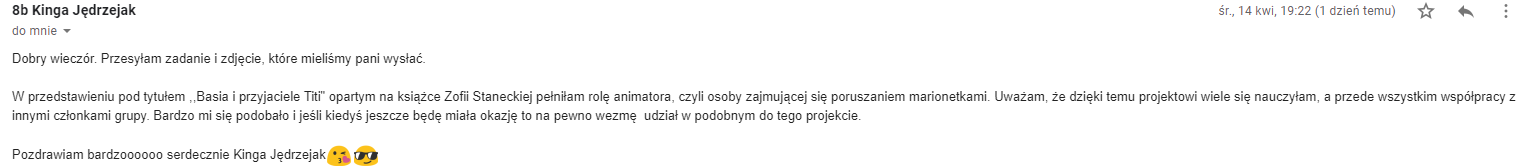 8b Kinga Jędrzejak
śr., 14 kwi, 19:22 (1 dzień temu)
do mnie
Dobry wieczór. Przesyłam zadanie i zdjęcie, które mieliśmy pani wysłać.
W przedstawieniu pod tytułem ,,Basia i przyjaciele Titi" opartym na książce Zofii Staneckiej pełniłam rolę animatora, czyli osoby zajmującej się poruszaniem marionetkami. Uważam, że dzięki temu projektowi wiele się nauczyłam, a przede wszystkim współpracy z
innymi członkami grupy. Bardzo mi się podobało i jeśli kiedyś jeszcze będę miała okazję to na pewno wezmę  udział w podobnym do tego projekcie.
Pozdrawiam bardzoooooo serdecznie Kinga Jędrzejak😘😎